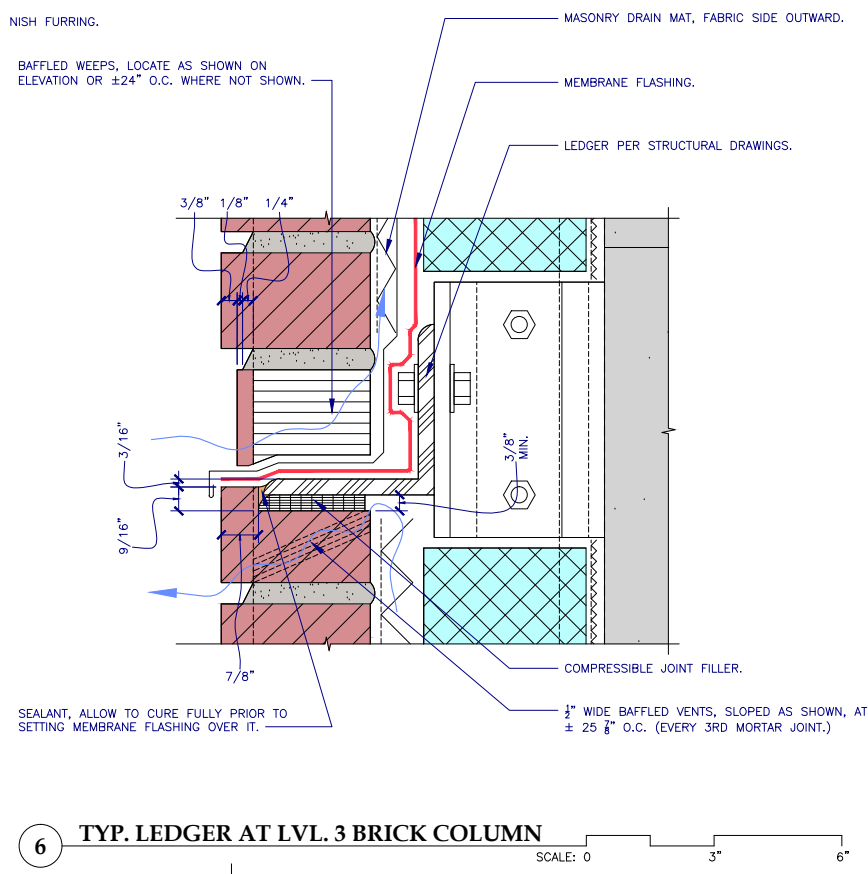 NISH FURRING.
MASONRY DRAIN MAT, FABRIC SIDE OUTWARD.
BAFFLED WEEPS, LOCATE AS SHOWN ON
ELEVATION OR ±24" O.C. WHERE NOT SHOWN.
MEMBRANE FLASHING.
LEDGER PER STRUCTURAL DRAWINGS.
3/8" 1/8" 1/4"
3/16"
3/8"
MIN.
9/16"
7/8"
COMPRESSIBLE JOINT FILLER.
SEALANT, ALLOW TO CURE FULLY PRIOR TO
SETTING MEMBRANE FLASHING OVER IT.
½" WIDE BAFFLED VENTS, SLOPED AS SHOWN, AT
± 25 ⅞" O.C. (EVERY 3RD MORTAR JOINT.)
6 TYP. LEDGER AT LVL. 3 BRICK COLUMN
SCALE: 0 3" 6"